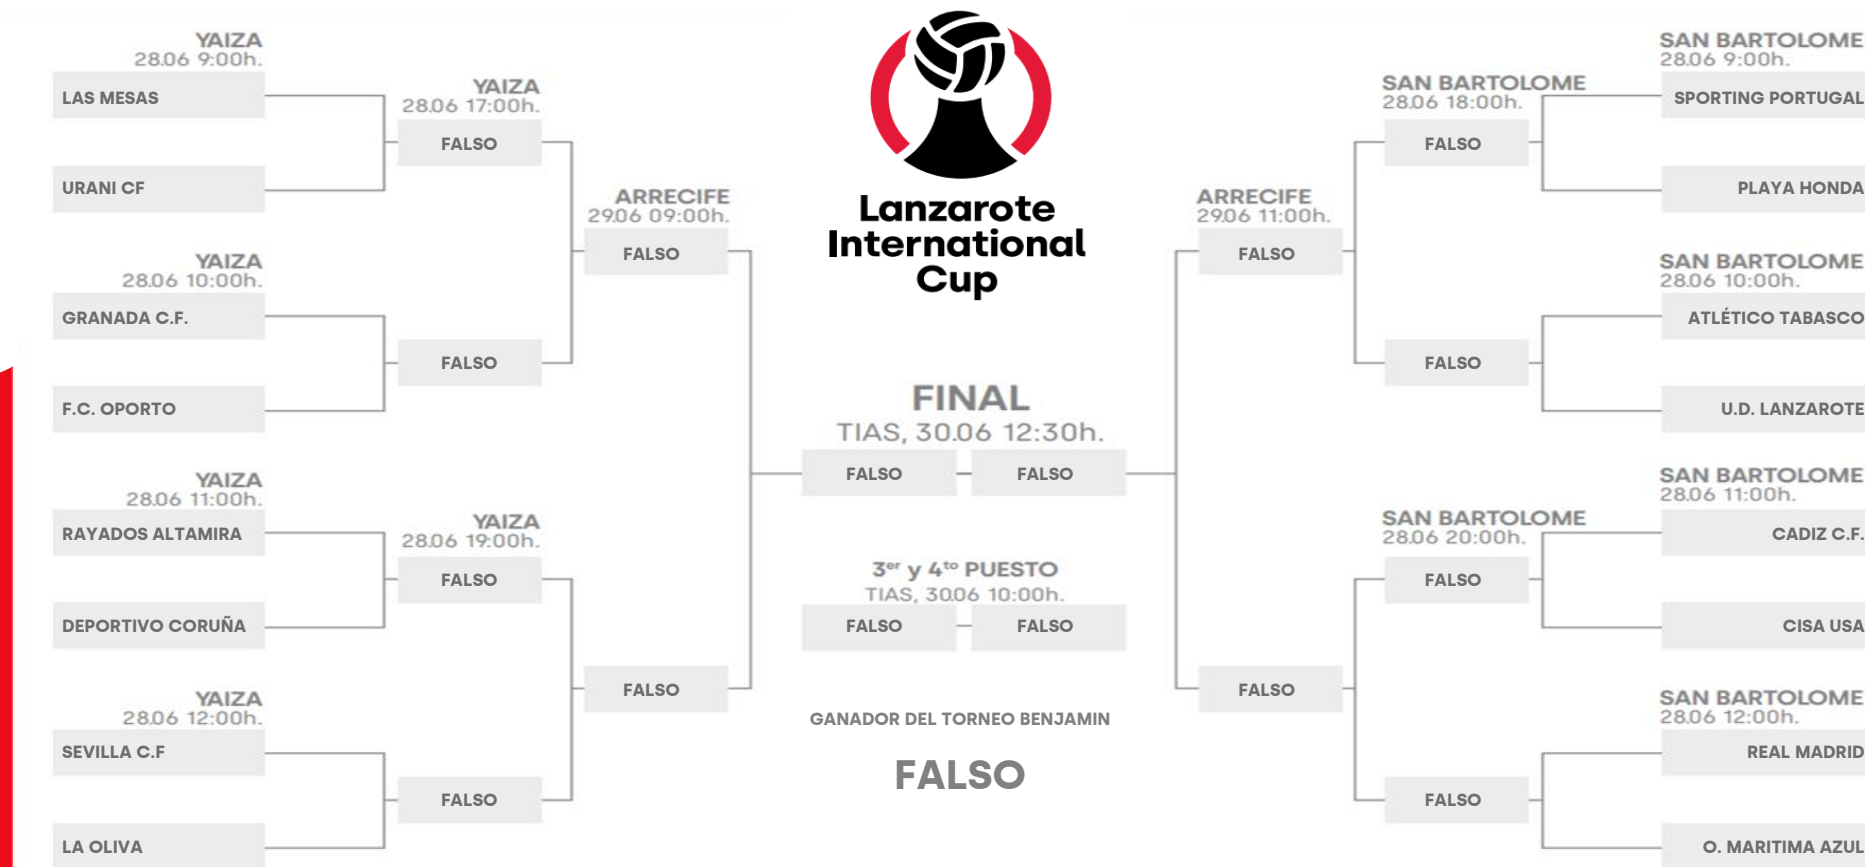 YAIZA
28.06 9:00h.
LAS MESAS
URANI CF
YAIZA
28.06 10:00h.
GRANADA C.F.
F.C. OPORTO
YAIZA
28.06 11:00h.
RAYADOS ALTAMIRA
DEPORTIVO CORUÑA
YAIZA
28.06 12:00h.
SEVILLA C.F
LA OLIVA
YAIZA
28.06 17:00h.
FALSO
FALSO
YAIZA
28.06 19:00h.
FALSO
FALSO
ARRECIFE
29.06 09:00h.
FALSO
FALSO
Lanzarote
International
Cup
FINAL
TIAS, 30.06 12:30h.
FALSO
FALSO
3er y 4to PUESTO
TIAS, 30.06 10:00h.
FALSO
FALSO
GANADOR DEL TORNEO BENJAMIN
FALSO
ARRECIFE
29.06 11:00h.
FALSO
FALSO
SAN BARTOLOME
28.06 18:00h.
FALSO
FALSO
SAN BARTOLOME
28.06 20:00h.
FALSO
FALSO
SAN BARTOLOME
28.06 9:00h.
SPORTING PORTUGAL
PLAYA HONDA
SAN BARTOLOME
28.06 10:00h.
ATLÉTICO TABASCO
U.D. LANZAROTE
SAN BARTOLOME
28.06 11:00h.
CADIZ C.F.
CISA USA
SAN BARTOLOME
28.06 12:00h.
REAL MADRID
O. MARITIMA AZUL